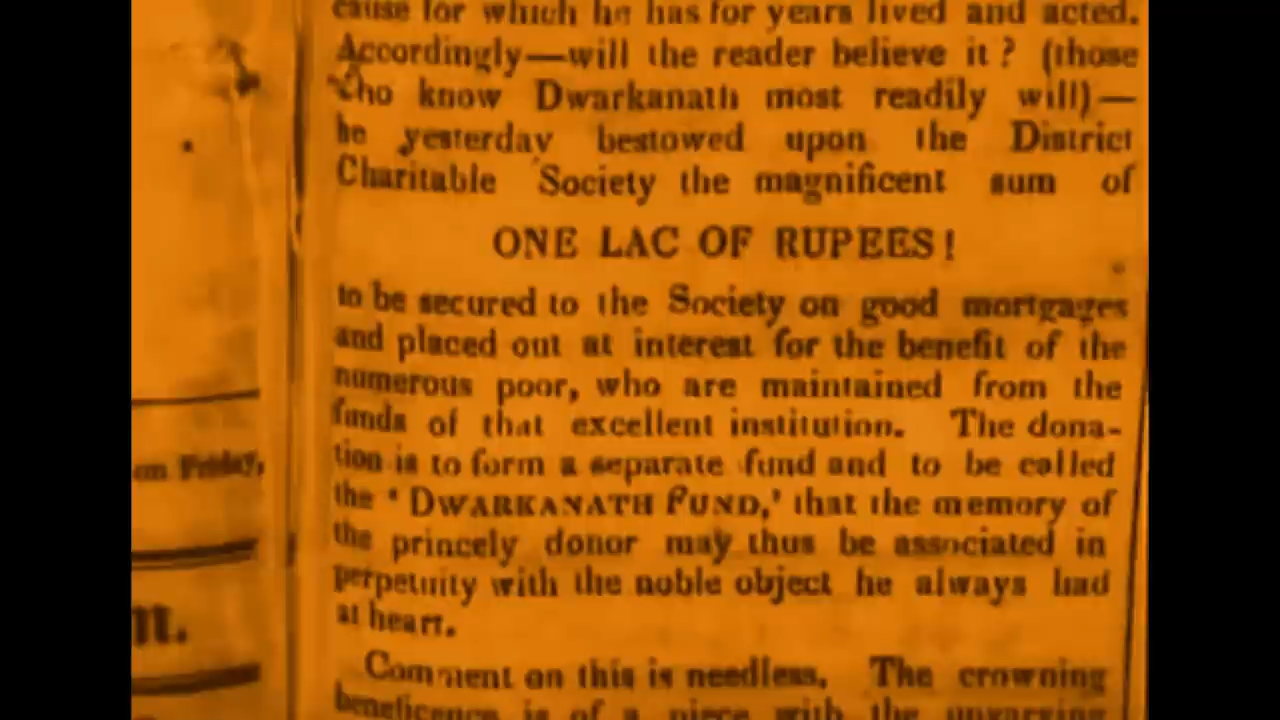 cause for which he has for years lived and acted.
Accordingly—will the reader believe it? (those
who know Dwarkanath most readily will)—
he yesterday bestowed upon the District
Charitable Society the magnificent sum of
ONE LAC OF RUPEES!
to be secured to the Society on good mortgages
and placed out at interest for the benefit of the
numerous poor, who are maintained from the
funds of that excellent institution. The dona-
tion is to form a separate fund and to be called
the ‘DWARKANATH FUND,’ that the memory of
the princely donor may thus be associated in
perpetuity with the noble object he always had
at heart.
Comment on this is needless. The crowning
beneficence is of a piece with the unvarying
on Friday,
n.